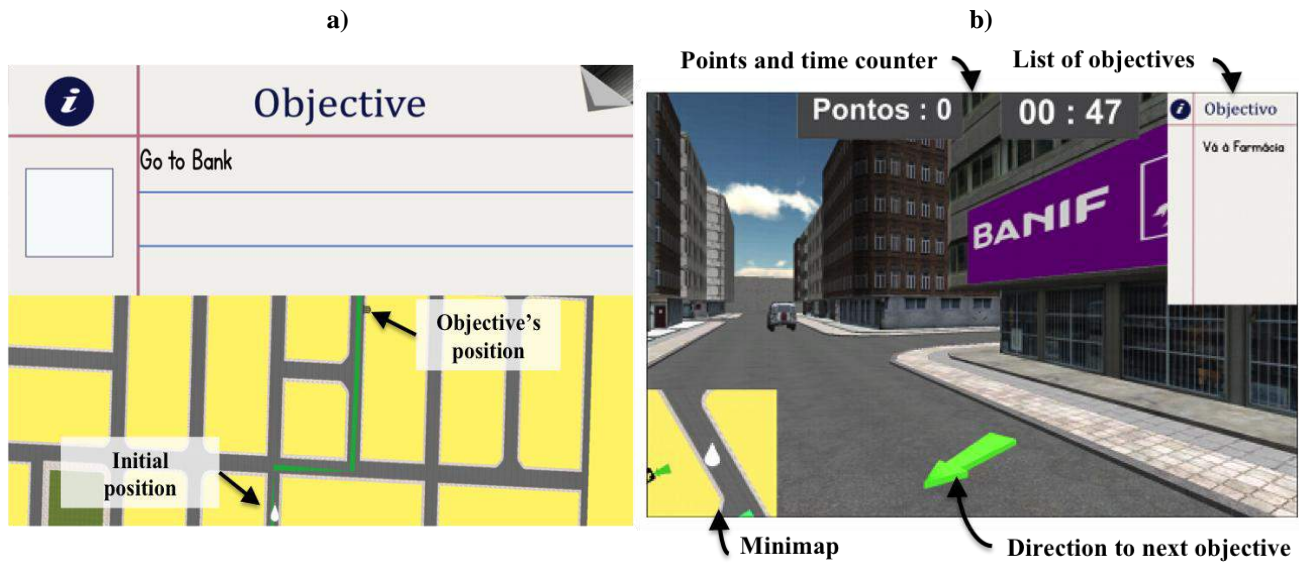 a)
Objective
Go to Bank
Objective's
position
Initial
position
b)
Points and time counter
List of objectives
Pontos : 0
00 : 47
Objectivo
Vá à Farmácia
BANIF
Minimap
Direction to next objective